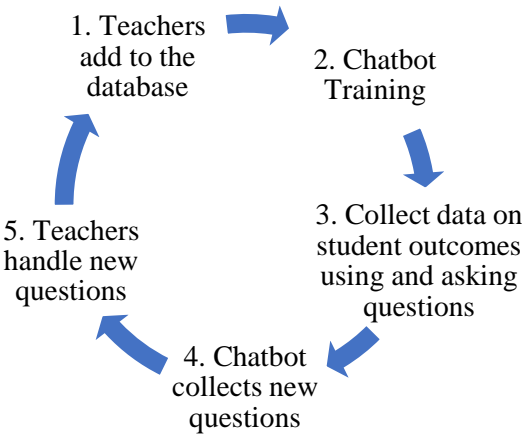 1. Teachers
add to the
database
2. Chatbot
Training
3. Collect data on
student outcomes
using and asking
questions
4. Chatbot
collects new
questions
5. Teachers
handle new
questions